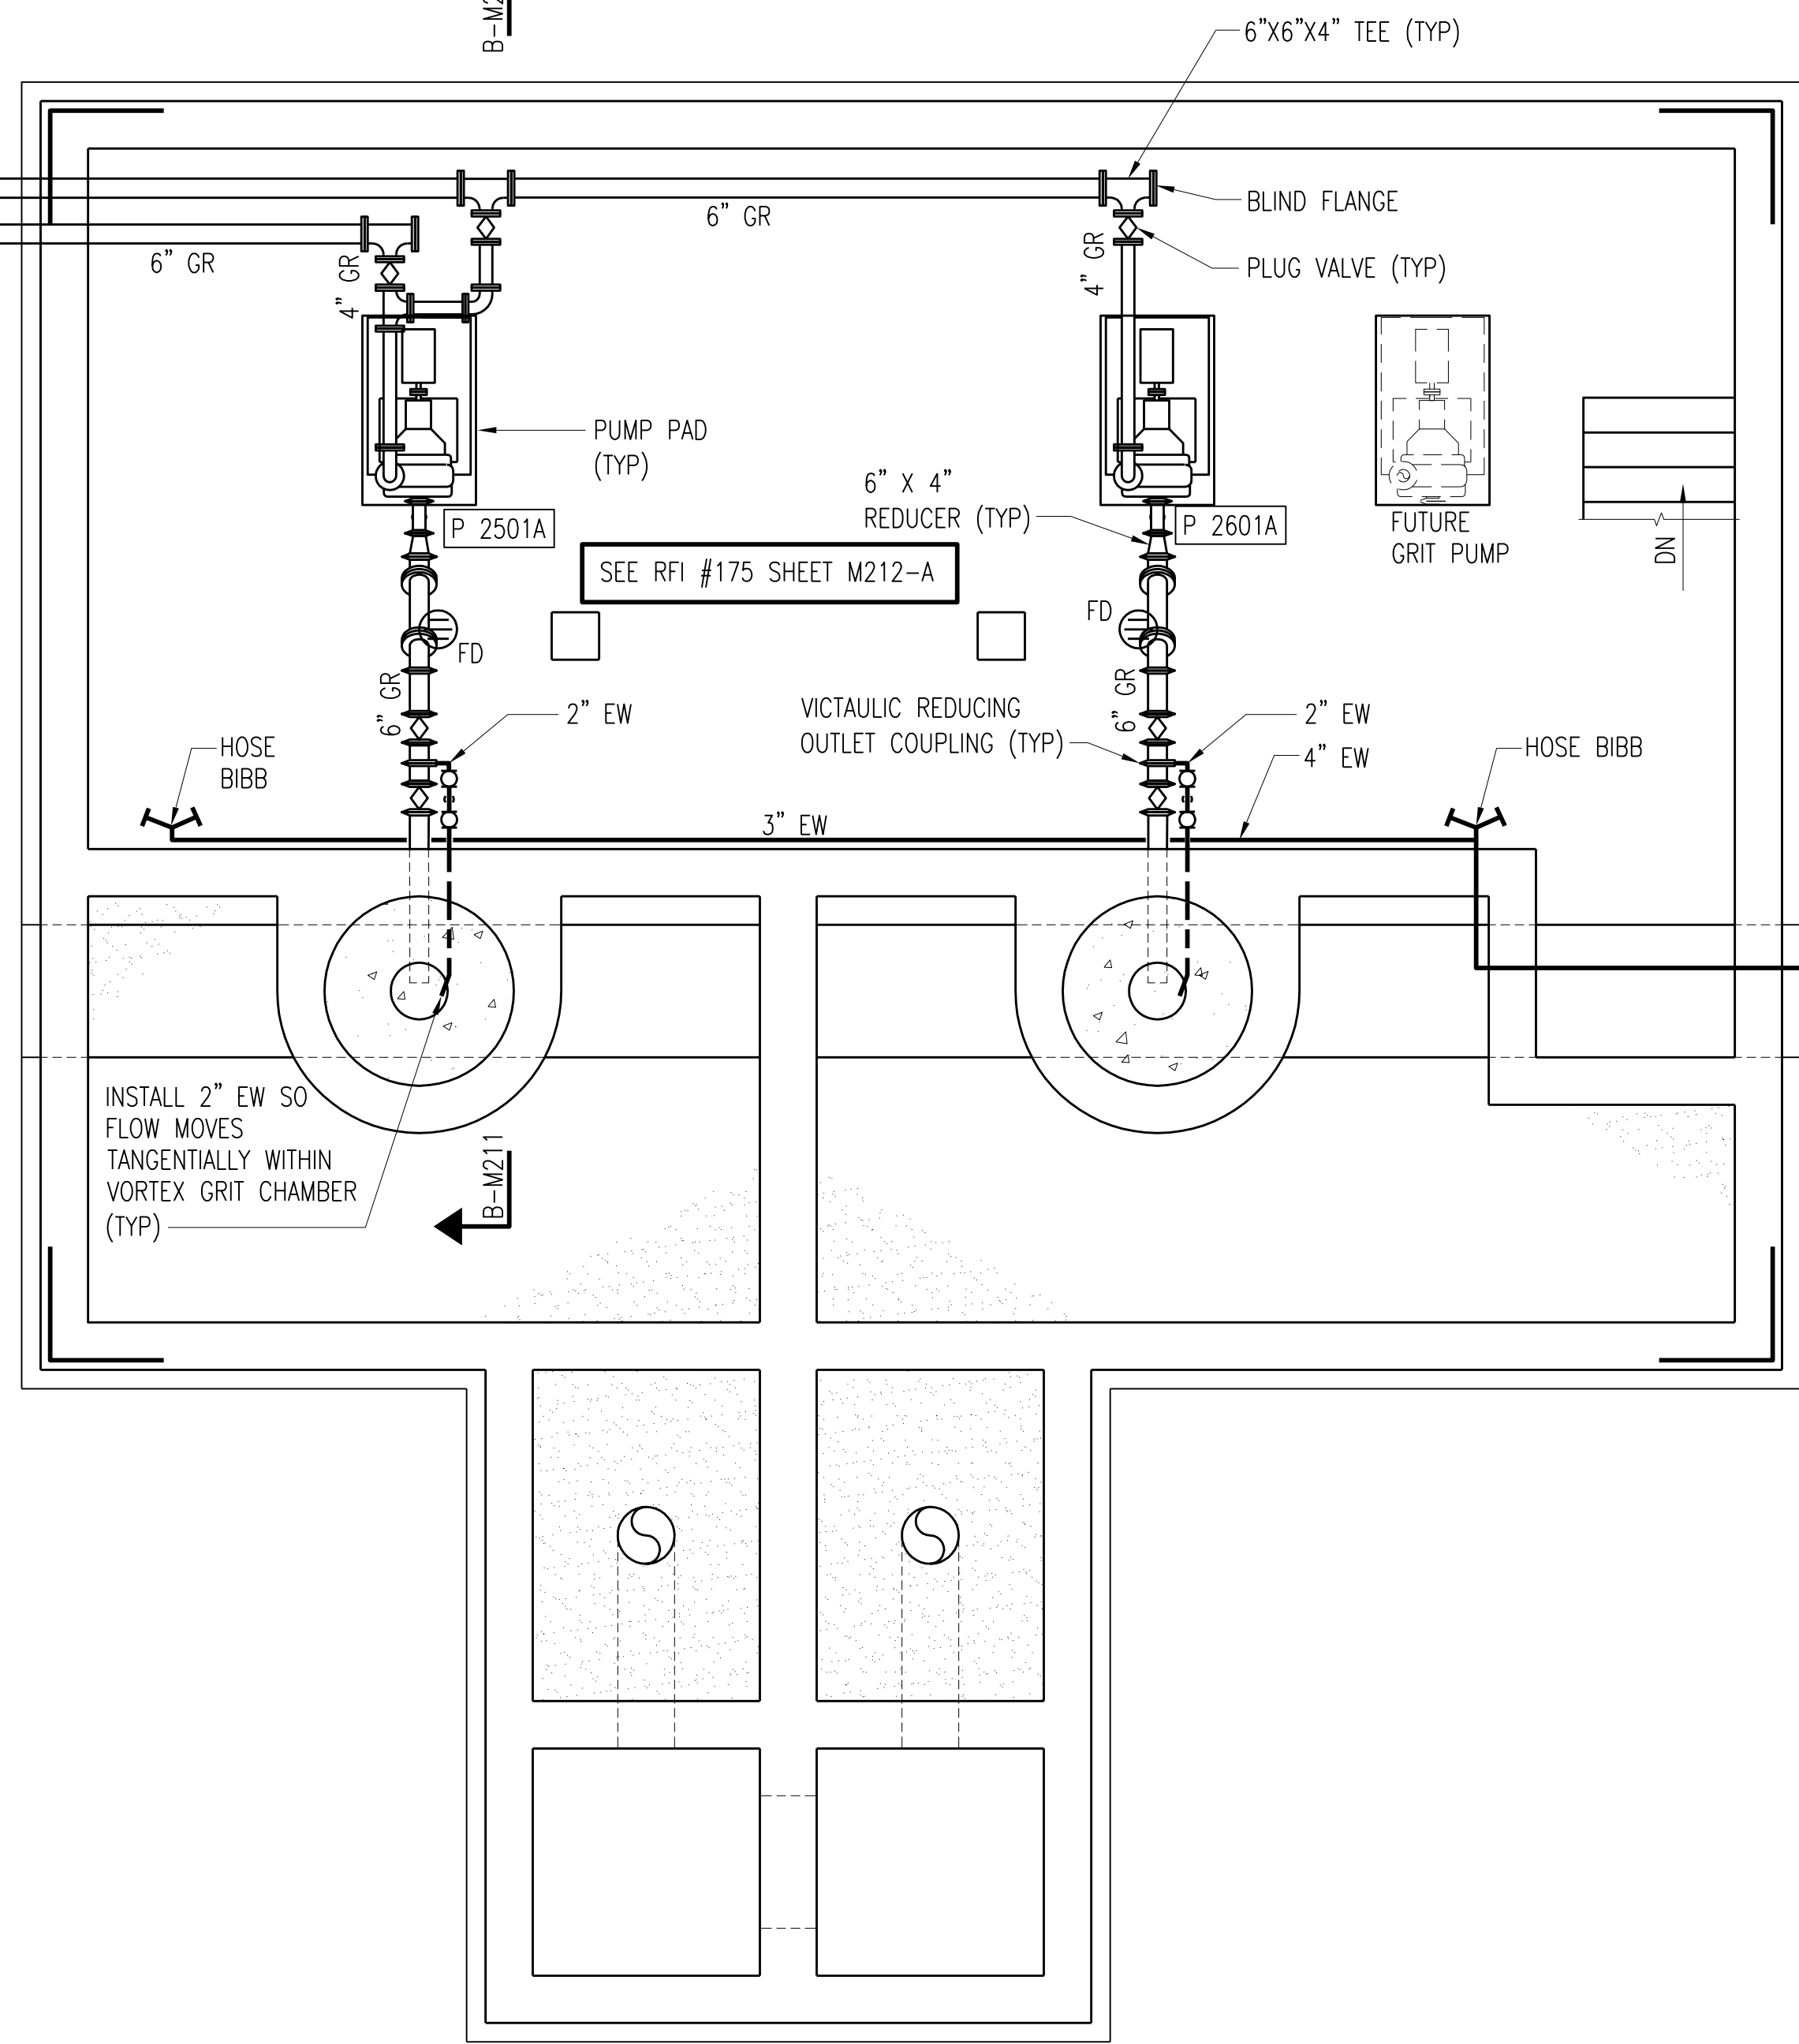 B-M2
6”X6”X4” TEE (TYP)
BLIND FLANGE
6” GR
6” GR
4” GR
4” GR
PLUG VALVE (TYP)
PUMP PAD
(TYP)
6” X 4”
REDUCER (TYP)
P 2501A
P 2601A
FUTURE
GRIT PUMP
DN
SEE RFI #175 SHEET M212-A
FD
FD
6” GR
6” GR
2” EW
VICTAULIC REDUCING
OUTLET COUPLING (TYP)
2” EW
4” EW
HOSE
BIBB
HOSE BIBB
3” EW
INSTALL 2” EW SO
FLOW MOVES
TANGENTIALLY WITHIN
VORTEX GRIT CHAMBER
(TYP)
B-M211